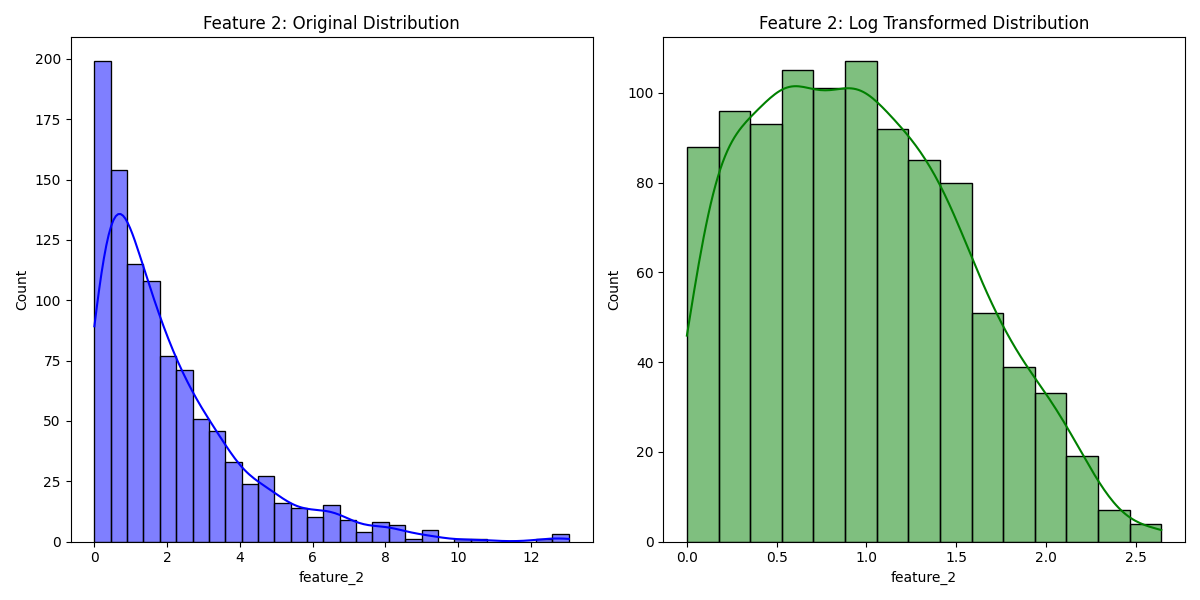 Feature 2: Original Distribution
200
175
150
125
100
75
50
25
0
Count
0 2 4 6 8 10 12
feature_2
Feature 2: Log Transformed Distribution
100
80
60
40
20
0
Count
0.0 0.5 1.0 1.5 2.0 2.5
feature_2